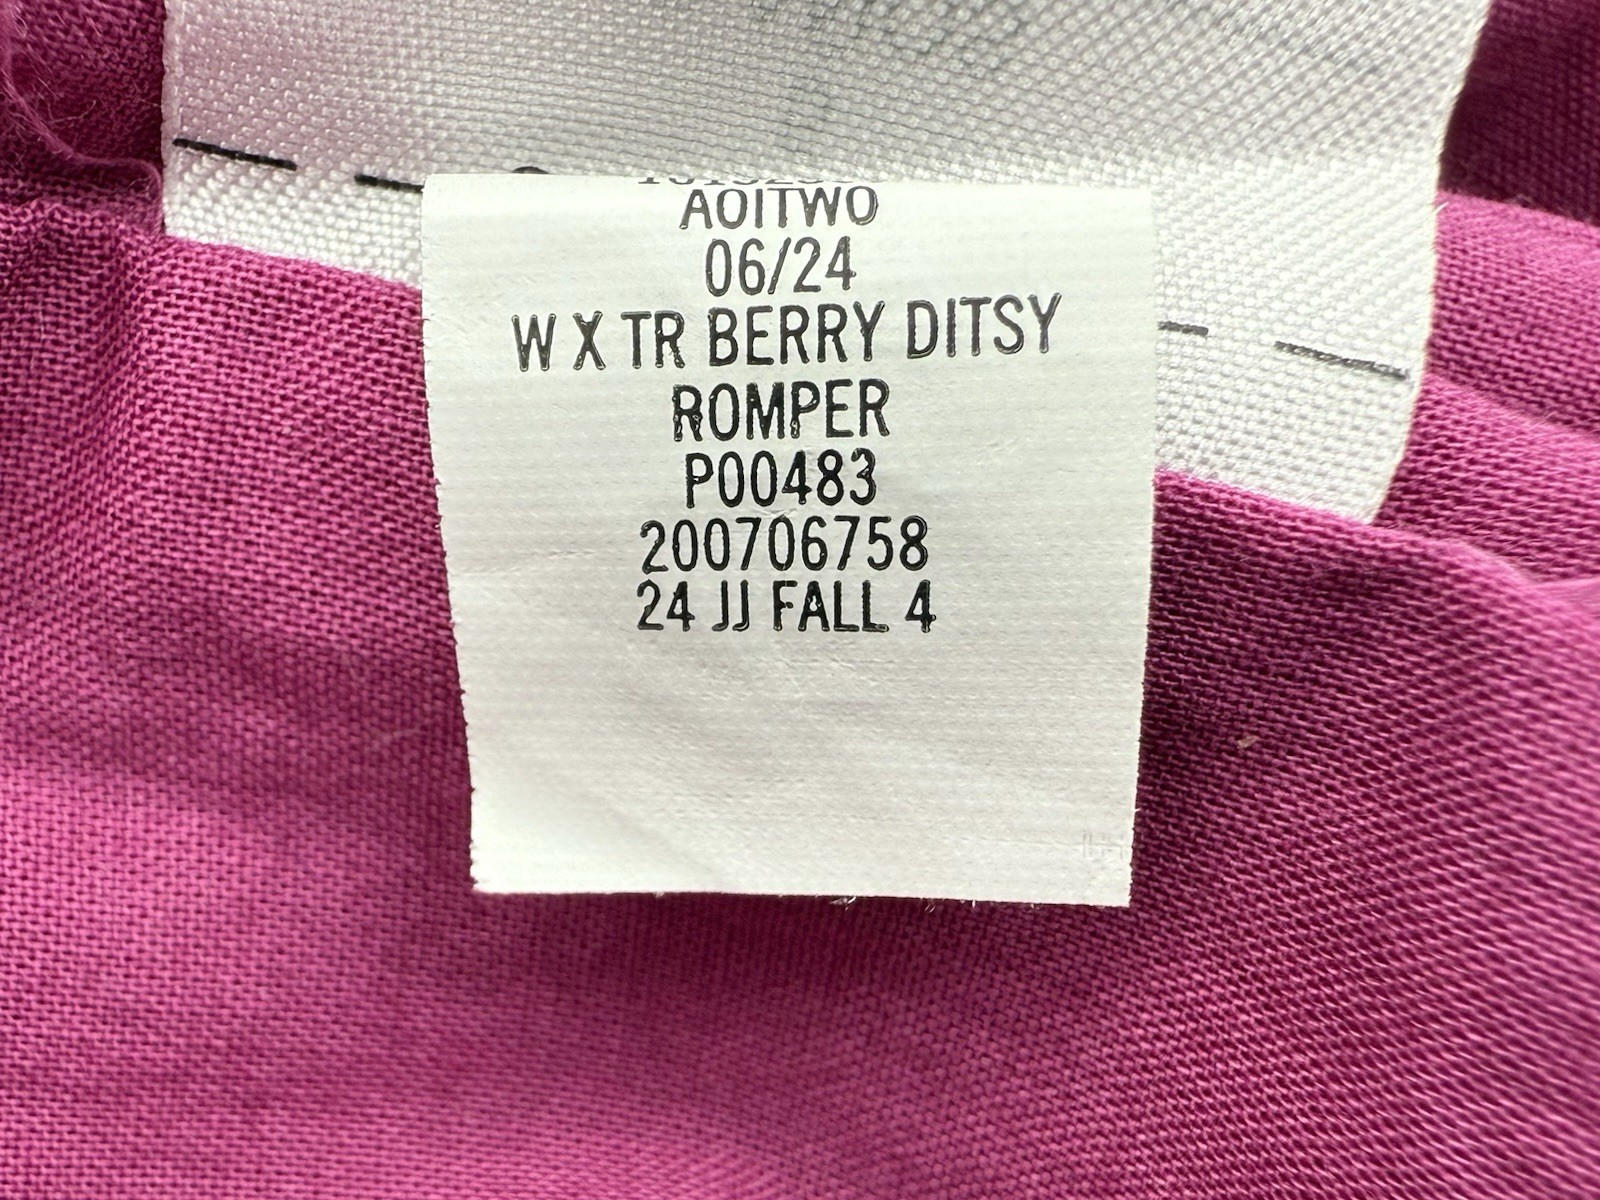 AOITWO
06/24
W X TR BERRY DITSY
ROMPER
P00483
200706758
24 JJ FALL 4